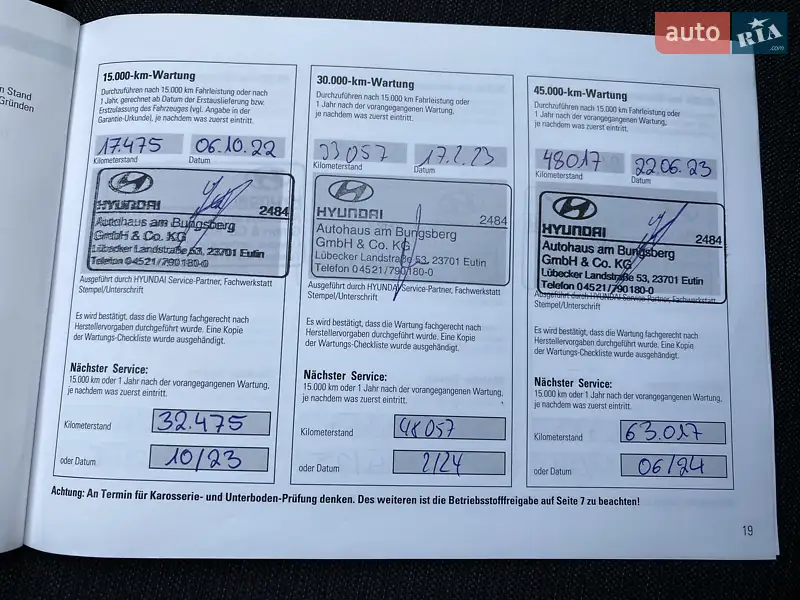 auto RIA
.com
n Stand
Gründen
15.000-km-Wartung
Durchzuführen nach 15.000 km Fahrleistung oder nach
1 Jahr, gerechnet ab Datum der Erstauslieferung bzw.
Erstzulassung des Fahrzeuges (vgl. Angabe in der
Garantie-Urkunde), je nachdem was zuerst eintritt.
17.475 06.10.22
Kilometerstand Datum
HYUNDAI 2484
Autohaus am Bungsberg
GmbH & Co. KG
Lübecker Landstraße 53, 23701 Eutin
Telefon 04521/790180-0
Ausgeführt durch HYUNDAI Service-Partner, Fachwerkstatt
Stempel/Unterschrift
Es wird bestätigt, dass die Wartung fachgerecht nach
Herstellervorgaben durchgeführt wurde. Eine Kopie
der Wartungs-Checkliste wurde ausgehändigt.
Nächster Service:
15.000 km oder 1 Jahr nach der vorangegangenen Wartung,
je nachdem was zuerst eintritt.
Kilometerstand 32.475
oder Datum 10/23
30.000-km-Wartung
Durchzuführen nach 15.000 km Fahrleistung oder
1 Jahr nach der vorangegangenen Wartung,
je nachdem was zuerst eintritt.
33057 17.2.23
Kilometerstand Datum
HYUNDAI 2484
Autohaus am Bungsberg
GmbH & Co. KG
Lübecker Landstraße 53, 23701 Eutin
Telefon 04521/790180-0
Ausgeführt durch HYUNDAI Service-Partner, Fachwerkstatt
Stempel/Unterschrift
Es wird bestätigt, dass die Wartung fachgerecht nach
Herstellervorgaben durchgeführt wurde. Eine Kopie
der Wartungs-Checkliste wurde ausgehändigt.
Nächster Service:
15.000 km oder 1 Jahr nach der vorangegangenen Wartung,
je nachdem was zuerst eintritt.
Kilometerstand 48057
oder Datum 2/24
45.000-km-Wartung
Durchzuführen nach 15.000 km Fahrleistung oder
1 Jahr nach der vorangegangenen Wartung,
je nachdem was zuerst eintritt.
48017 22.06.23
Kilometerstand Datum
HYUNDAI 2484
Autohaus am Bungsberg
GmbH & Co. KG
Lübecker Landstraße 53, 23701 Eutin
Telefon 04521/790180-0
Ausgeführt durch HYUNDAI Service-Partner, Fachwerkstatt
Stempel/Unterschrift
Es wird bestätigt, dass die Wartung fachgerecht nach
Herstellervorgaben durchgeführt wurde. Eine Kopie
der Wartungs-Checkliste wurde ausgehändigt.
Nächster Service:
15.000 km oder 1 Jahr nach der vorangegangenen Wartung,
je nachdem was zuerst eintritt.
Kilometerstand 63.017
oder Datum 06/24
Achtung: An Termin für Karosserie- und Unterboden-Prüfung denken. Des weiteren ist die Betriebsstofffreigabe auf Seite 7 zu beachten!
19